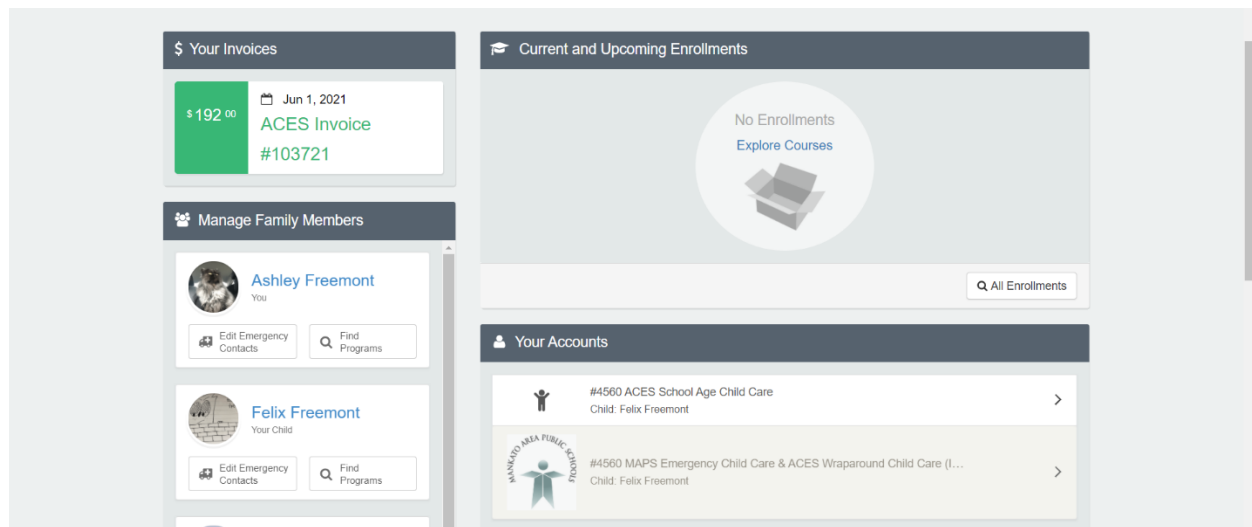 $ Your Invoices
$ 192 00
Jun 1, 2021
ACES Invoice
#103721
Manage Family Members
Ashley Freemont
You
Edit Emergency
Contacts
Find
Programs
Felix Freemont
Your Child
Edit Emergency
Contacts
Find
Programs
Current and Upcoming Enrollments
No Enrollments
Explore Courses
All Enrollments
Your Accounts
#4560 ACES School Age Child Care
Child: Felix Freemont
MANKATO AREA PUBLIC SCHOOLS
#4560 MAPS Emergency Child Care & ACES Wraparound Child Care (I...
Child: Felix Freemont